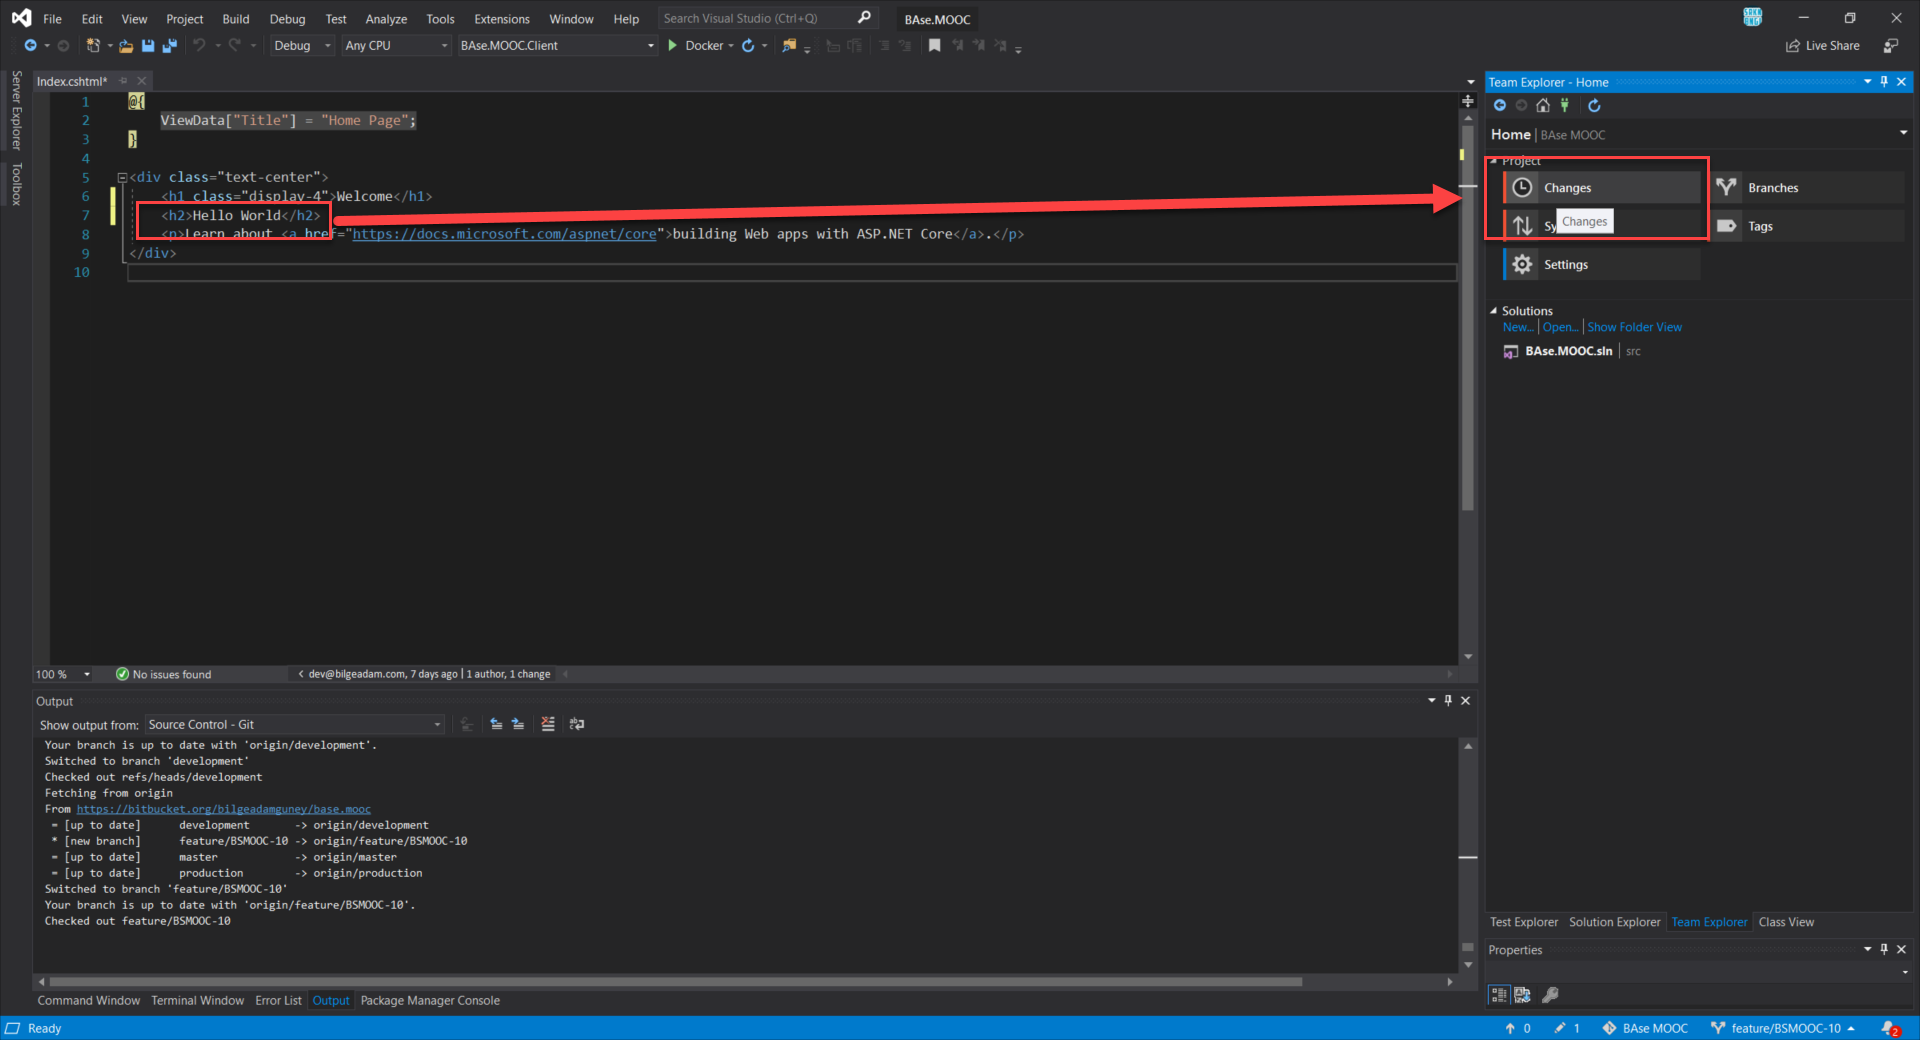 File Edit View Project Build Debug Test Analyze Tools Extensions Window Help Search Visual Studio (Ctrl+Q) BAse.MOOC
Debug Any CPU BAse.MOOC.Client Docker Live Share
Server Explorer
Toolbox
Index.cshtml*
1 @{
2 ViewData["Title"] = "Home Page";
3 }
4
5 <div class="text-center">
6 <h1 class="display-4">Welcome</h1>
7 <h2>Hello World</h2>
8 <p>Learn about <a href="https://docs.microsoft.com/aspnet/core">building Web apps with ASP.NET Core</a>.</p>
9 </div>
10
100 % No issues found dev@bilgeadam.com, 7 days ago | 1 author, 1 change
Output
Show output from: Source Control - Git
Your branch is up to date with 'origin/development'.
Switched to branch 'development'
Checked out refs/heads/development
Fetching from origin
From https://bitbucket.org/bilgeadamguney/base.mooc
= [up to date] development -> origin/development
* [new branch] feature/BSMOOC-10 -> origin/feature/BSMOOC-10
= [up to date] master -> origin/master
= [up to date] production -> origin/production
Switched to branch 'feature/BSMOOC-10'
Your branch is up to date with 'origin/feature/BSMOOC-10'.
Checked out feature/BSMOOC-10
Command Window Terminal Window Error List Output Package Manager Console
Team Explorer - Home
Home | BAse MOOC
Project
Changes Branches
Sy Changes Tags
Settings
Solutions
New... | Open... | Show Folder View
BAse.MOOC.sln | src
Test Explorer Solution Explorer Team Explorer Class View
Properties
Ready 0 1 BAse MOOC feature/BSMOOC-10 2